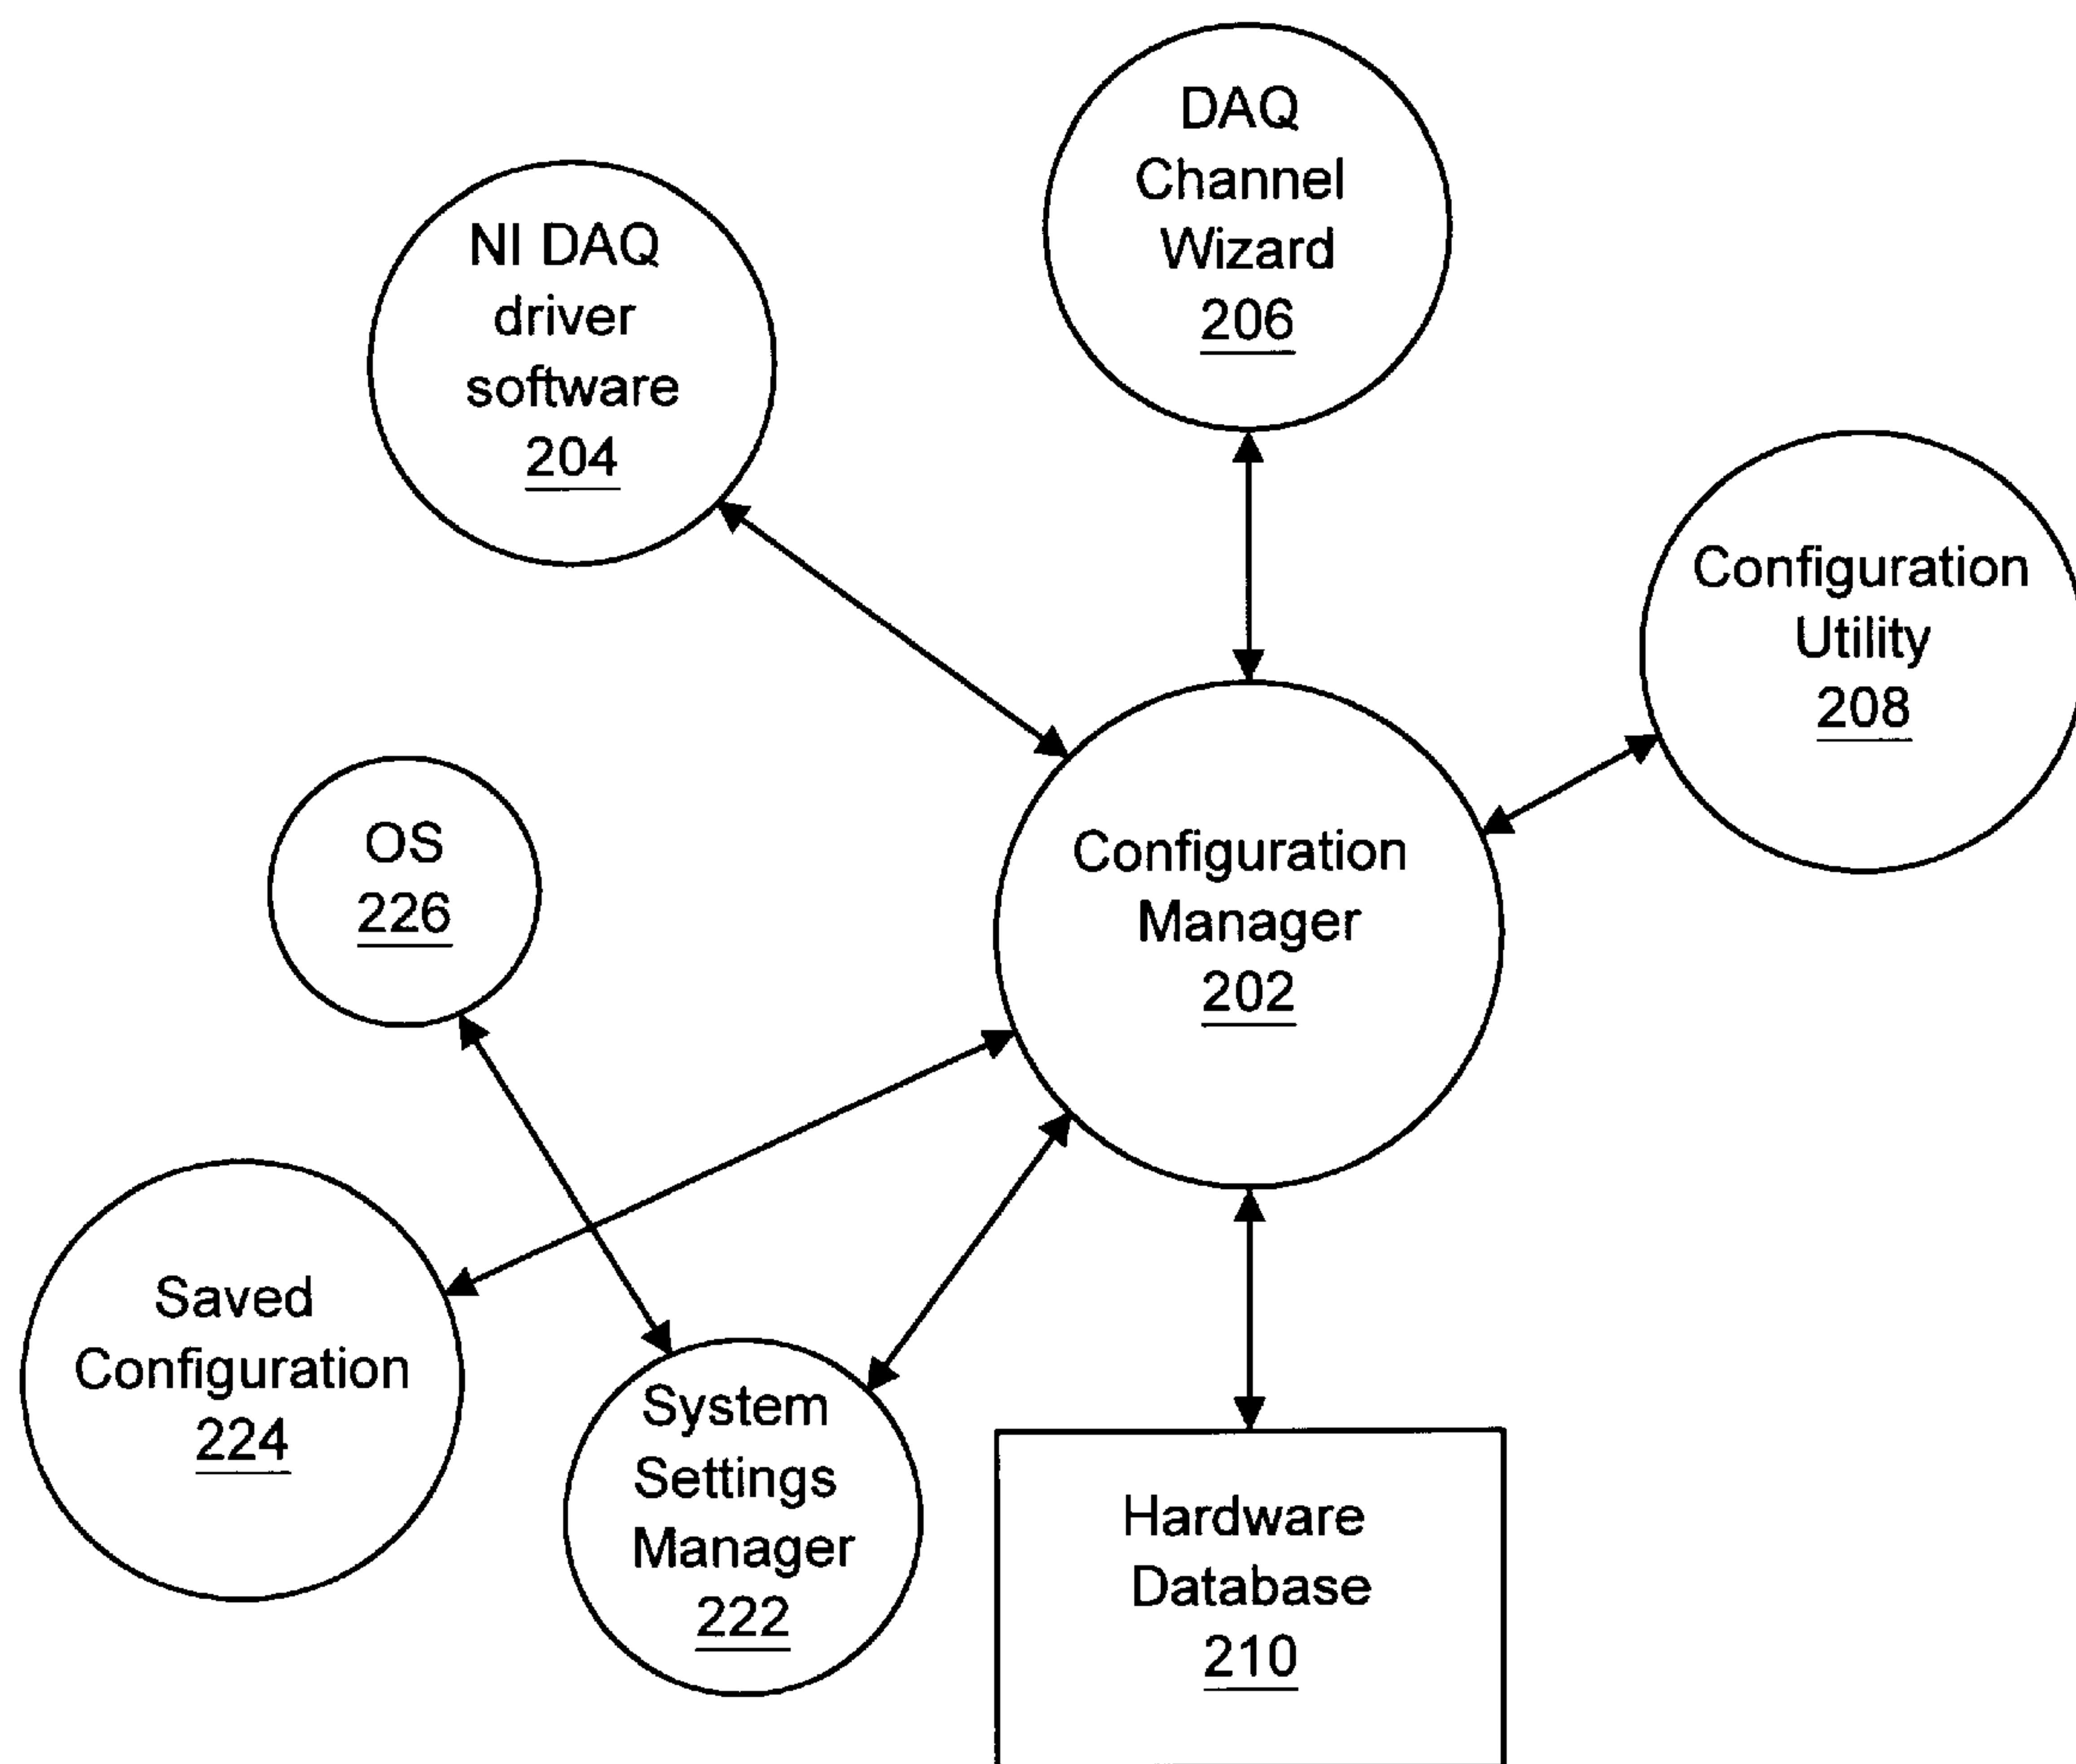 DAQ
Channel
Wizard
206
NI DAQ
driver
software
204
Configuration
Utility
208
OS
226
Configuration
Manager
202
Saved
Configuration
224
System
Settings
Manager
222
Hardware
Database
210